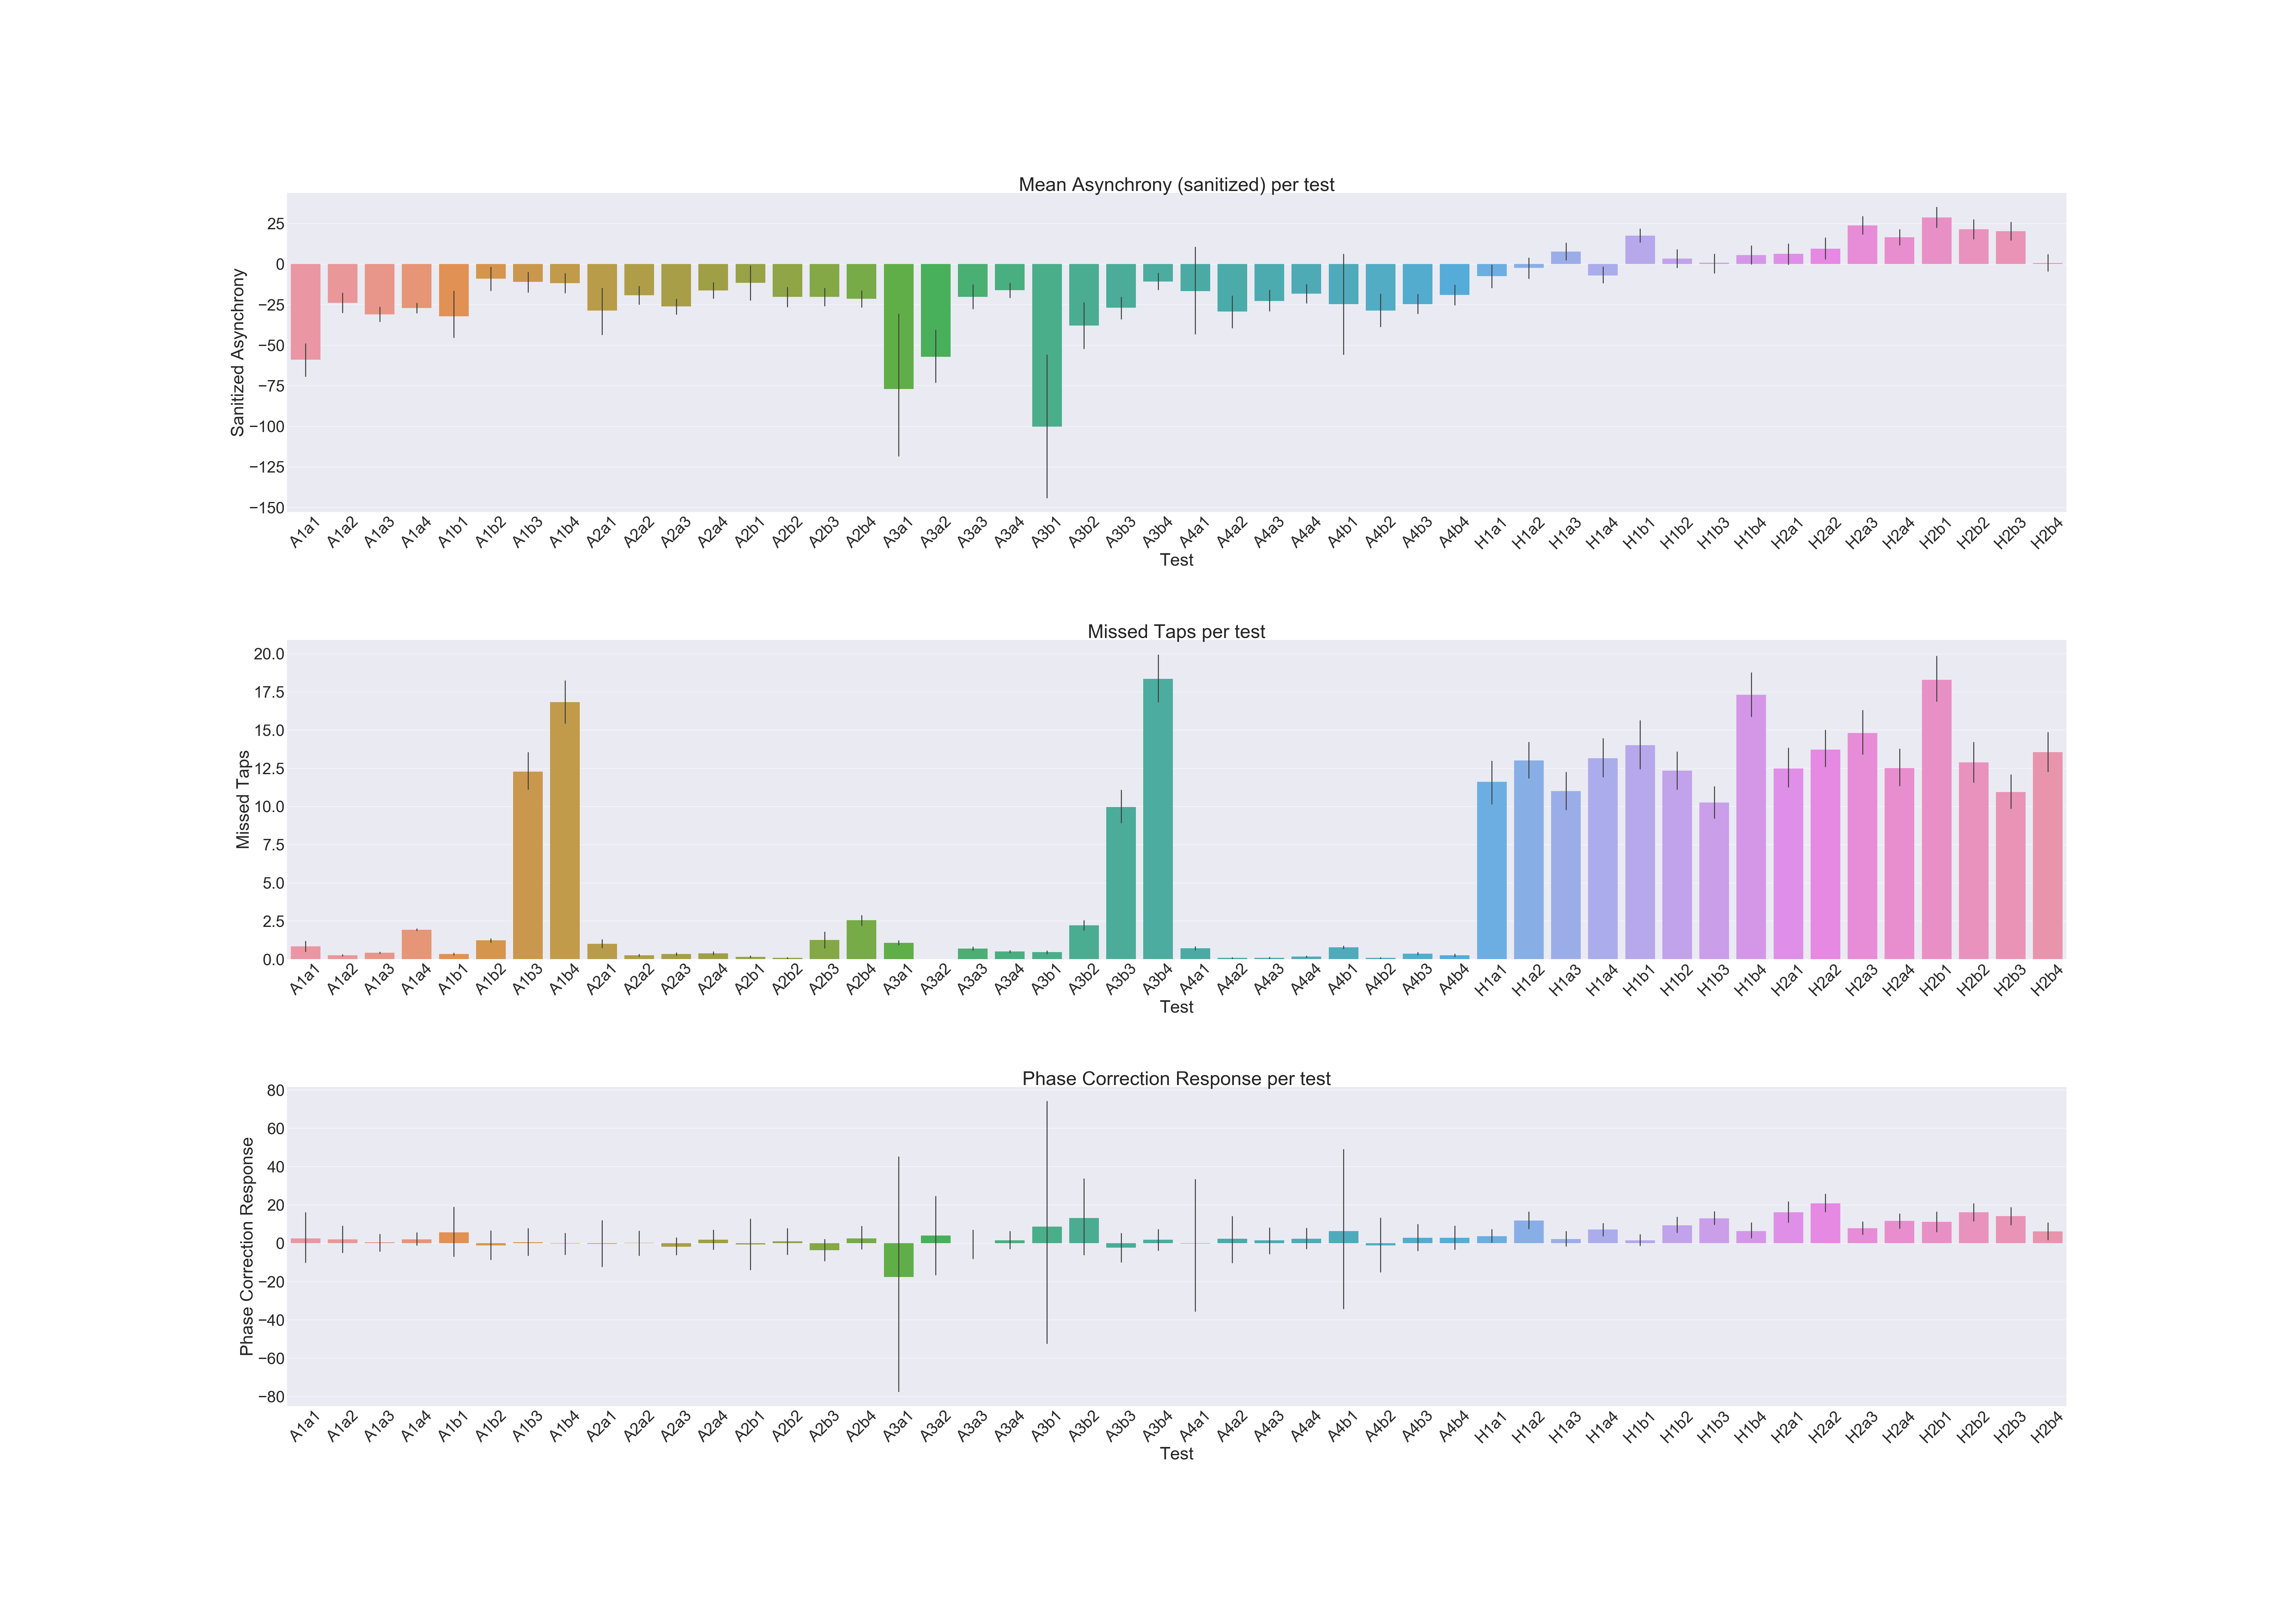 Mean Asynchrony (sanitized) per test
Sanitized Asynchrony
25
0
−25
−50
−75
−100
−125
−150
A1a1 A1a2 A1a3 A1a4 A1b1 A1b2 A1b3 A1b4 A2a1 A2a2 A2a3 A2a4 A2b1 A2b2 A2b3 A2b4 A3a1 A3a2 A3a3 A3a4 A3b1 A3b2 A3b3 A3b4 A4a1 A4a2 A4a3 A4a4 A4b1 A4b2 A4b3 A4b4 H1a1 H1a2 H1a3 H1a4 H1b1 H1b2 H1b3 H1b4 H2a1 H2a2 H2a3 H2a4 H2b1 H2b2 H2b3 H2b4
Test
Missed Taps per test
Missed Taps
20.0
17.5
15.0
12.5
10.0
7.5
5.0
2.5
0.0
A1a1 A1a2 A1a3 A1a4 A1b1 A1b2 A1b3 A1b4 A2a1 A2a2 A2a3 A2a4 A2b1 A2b2 A2b3 A2b4 A3a1 A3a2 A3a3 A3a4 A3b1 A3b2 A3b3 A3b4 A4a1 A4a2 A4a3 A4a4 A4b1 A4b2 A4b3 A4b4 H1a1 H1a2 H1a3 H1a4 H1b1 H1b2 H1b3 H1b4 H2a1 H2a2 H2a3 H2a4 H2b1 H2b2 H2b3 H2b4
Test
Phase Correction Response per test
Phase Correction Response
80
60
40
20
0
−20
−40
−60
−80
A1a1 A1a2 A1a3 A1a4 A1b1 A1b2 A1b3 A1b4 A2a1 A2a2 A2a3 A2a4 A2b1 A2b2 A2b3 A2b4 A3a1 A3a2 A3a3 A3a4 A3b1 A3b2 A3b3 A3b4 A4a1 A4a2 A4a3 A4a4 A4b1 A4b2 A4b3 A4b4 H1a1 H1a2 H1a3 H1a4 H1b1 H1b2 H1b3 H1b4 H2a1 H2a2 H2a3 H2a4 H2b1 H2b2 H2b3 H2b4
Test